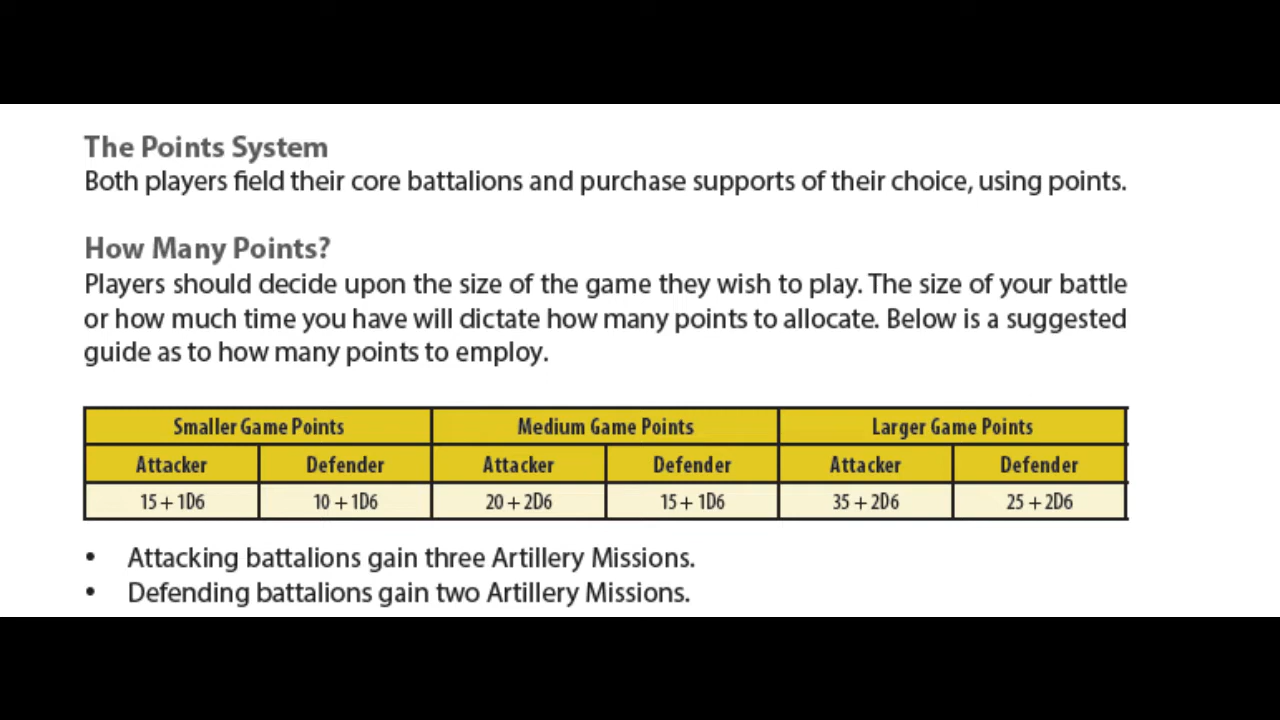 The Points System
Both players field their core battalions and purchase supports of their choice, using points.
How Many Points?
Players should decide upon the size of the game they wish to play. The size of your battle
or how much time you have will dictate how many points to allocate. Below is a suggested
guide as to how many points to employ.
Smaller Game Points Medium Game Points Larger Game Points
Attacker Defender Attacker Defender Attacker Defender
15 + 1D6 10 + 1D6 20 + 2D6 15 + 1D6 35 + 2D6 25 + 2D6
• Attacking battalions gain three Artillery Missions.
• Defending battalions gain two Artillery Missions.